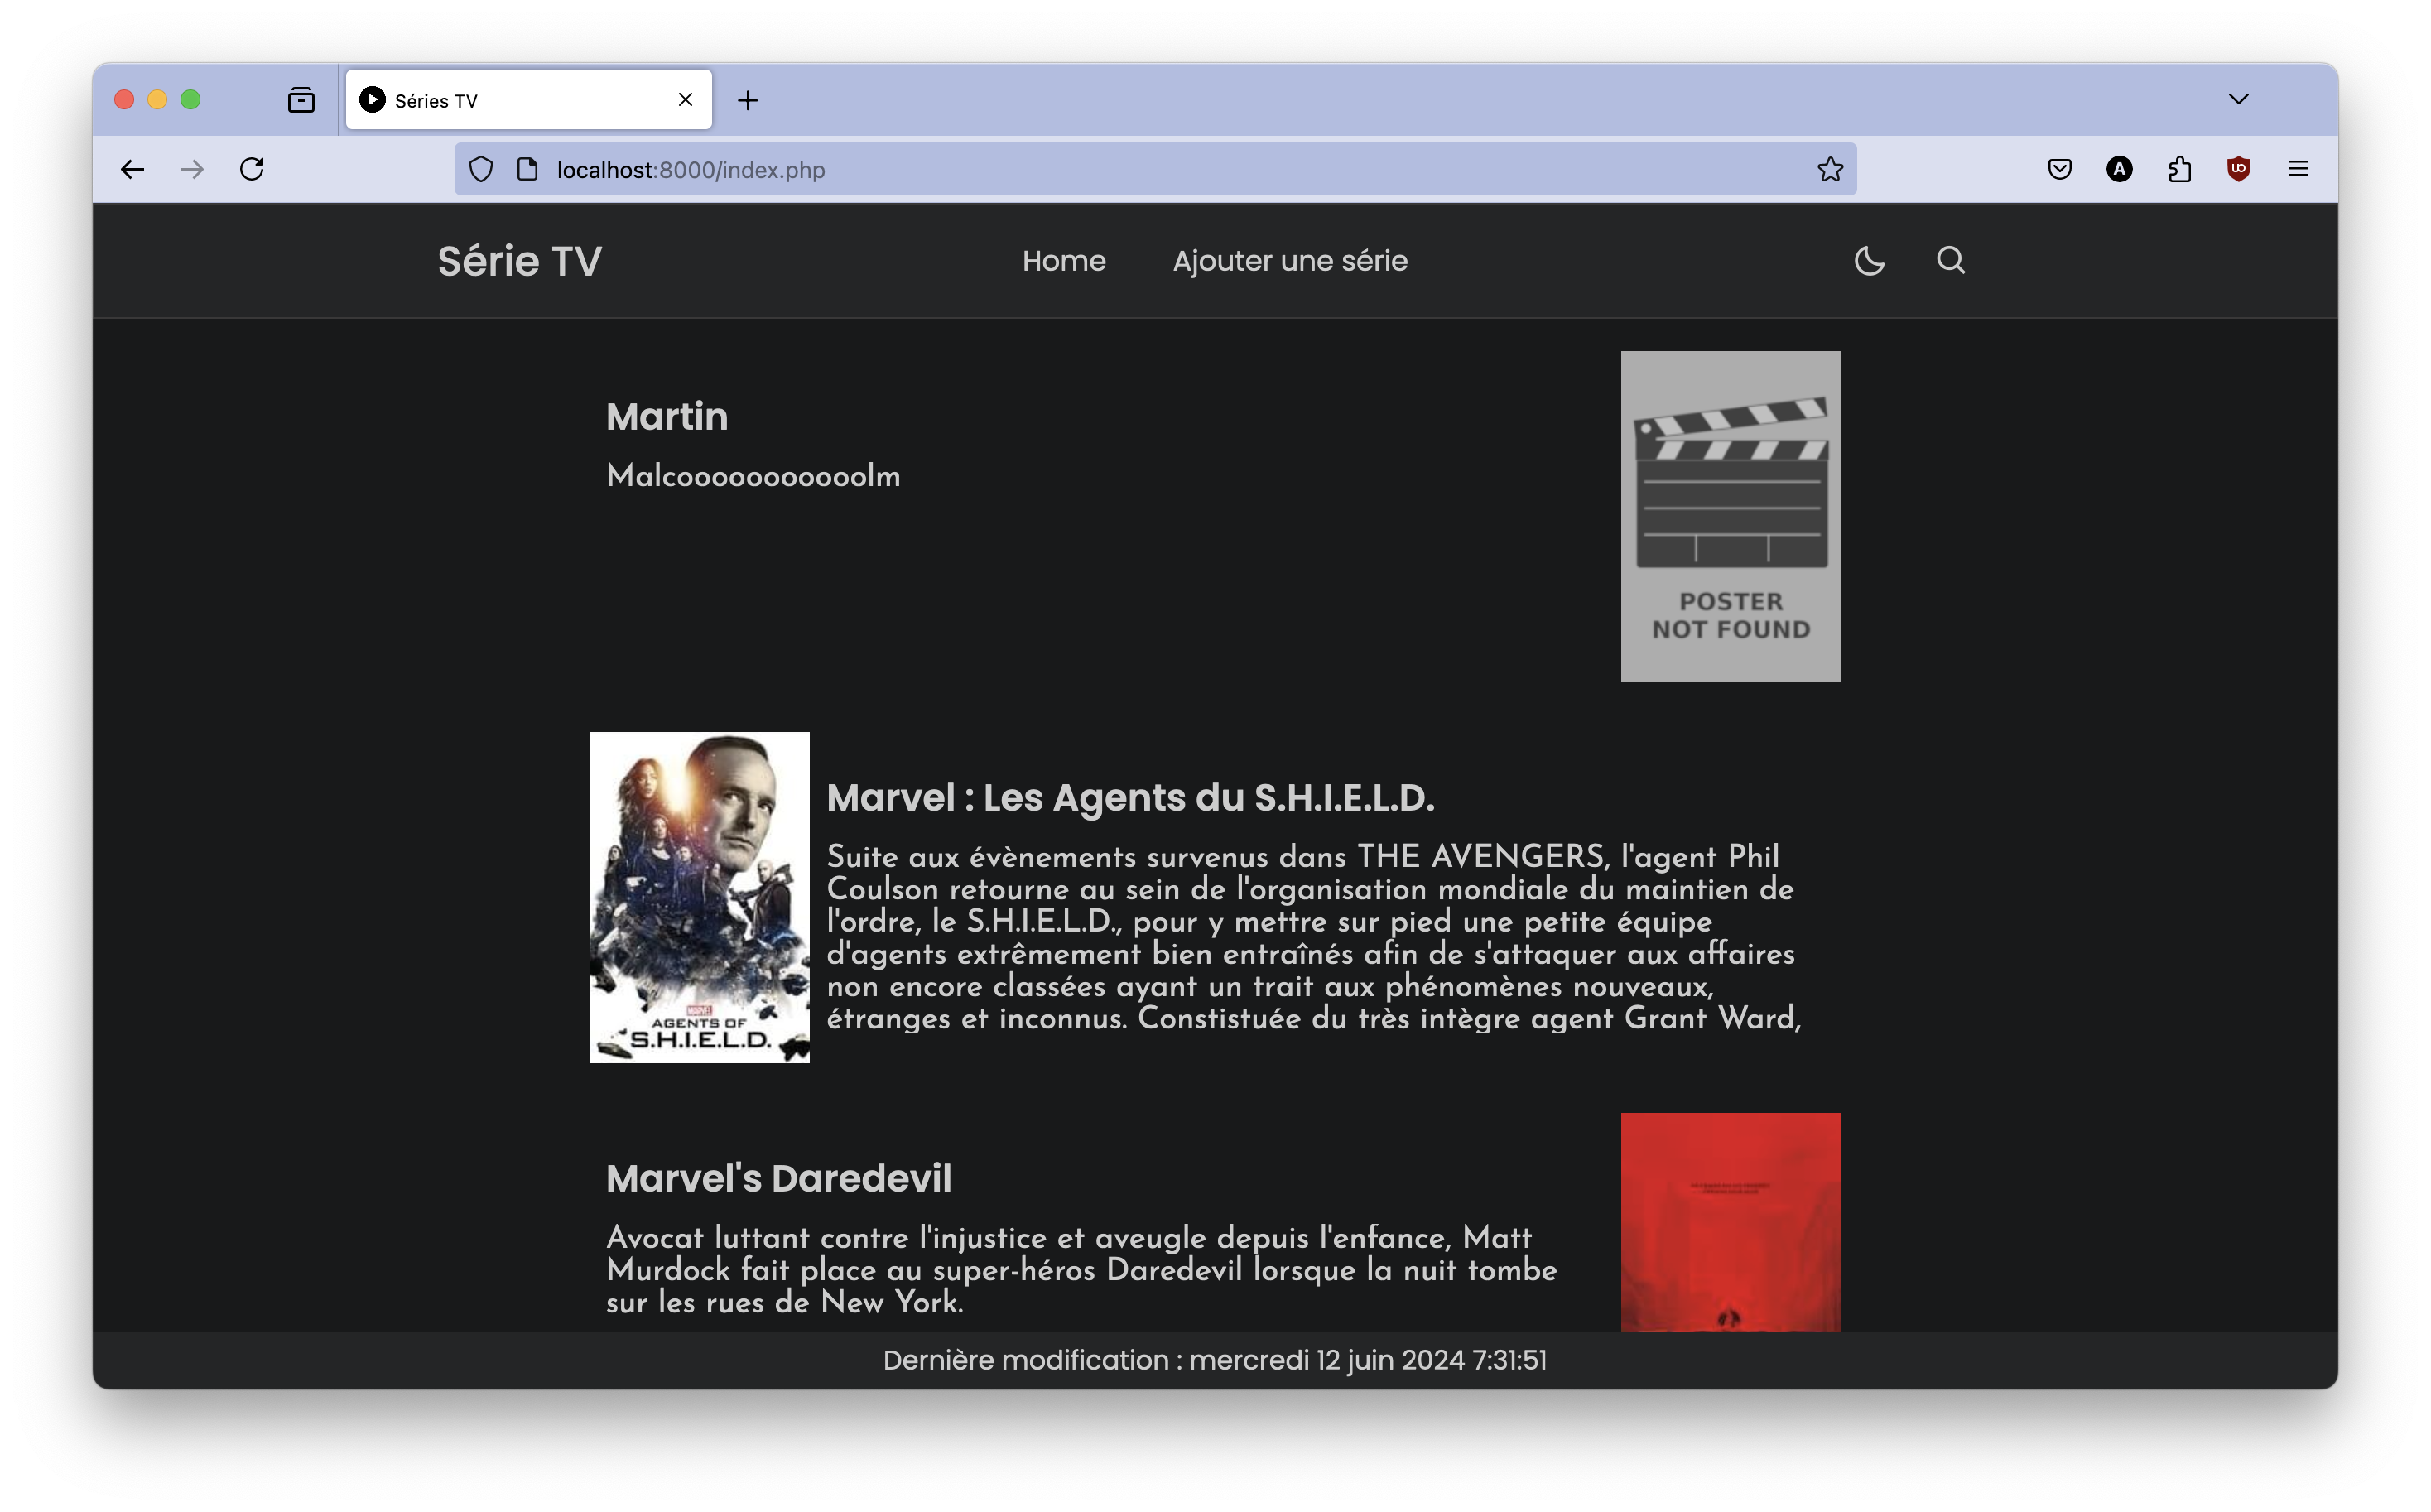 Séries TV
localhost:8000/index.php
Série TV
Home
Ajouter une série
Martin
Malcooooooooooolm
POSTER
NOT FOUND
MARVEL
AGENTS OF
S.H.I.E.L.D.
Marvel : Les Agents du S.H.I.E.L.D.
Suite aux évènements survenus dans THE AVENGERS, l'agent Phil
Coulson retourne au sein de l'organisation mondiale du maintien de
l'ordre, le S.H.I.E.L.D., pour y mettre sur pied une petite équipe
d'agents extrêmement bien entraînés afin de s'attaquer aux affaires
non encore classées ayant un trait aux phénomènes nouveaux,
étranges et inconnus. Constistuée du très intègre agent Grant Ward,
Marvel's Daredevil
Avocat luttant contre l'injustice et aveugle depuis l'enfance, Matt
Murdock fait place au super-héros Daredevil lorsque la nuit tombe
sur les rues de New York.
Dernière modification : mercredi 12 juin 2024 7:31:51